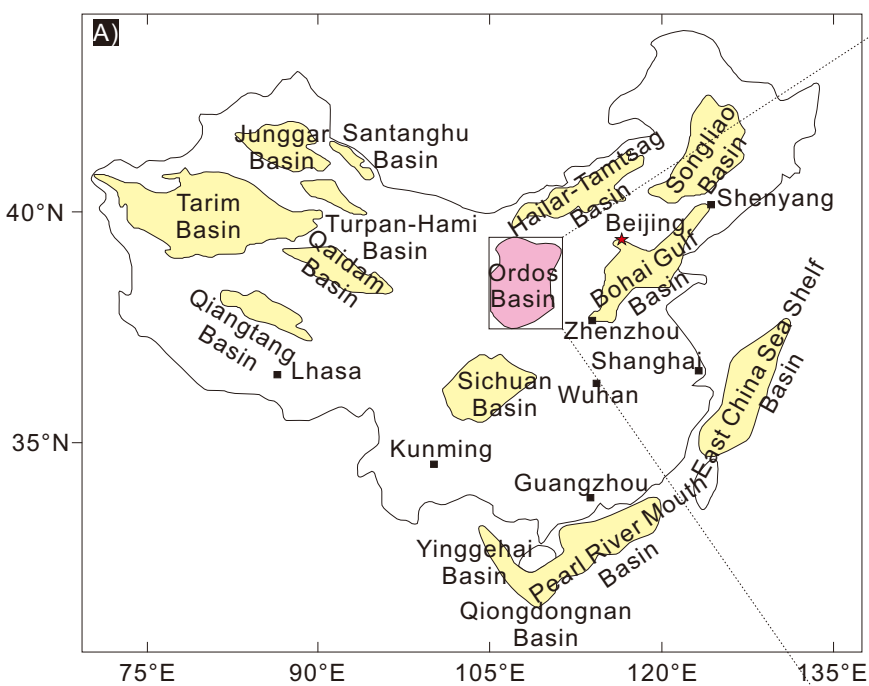 A)
Junggar
Basin
Santanghu
Basin
Hailar-Tamtsag
Basin
Songliao
Basin
40°N
Tarim
Basin
Turpan-Hami
Basin
Shenyang
Beijing
Qaidam
Basin
Ordos
Basin
Bohai Gulf
Basin
Qiangtang
Basin
Zhenzhou
Shanghai
East China Sea Shelf
Basin
Lhasa
Sichuan
Basin
Wuhan
35°N
Kunming
Guangzhou
Yinggehai
Basin
Pearl River Mouth
Basin
Qiongdongnan
Basin
75°E
90°E
105°E
120°E
135°E